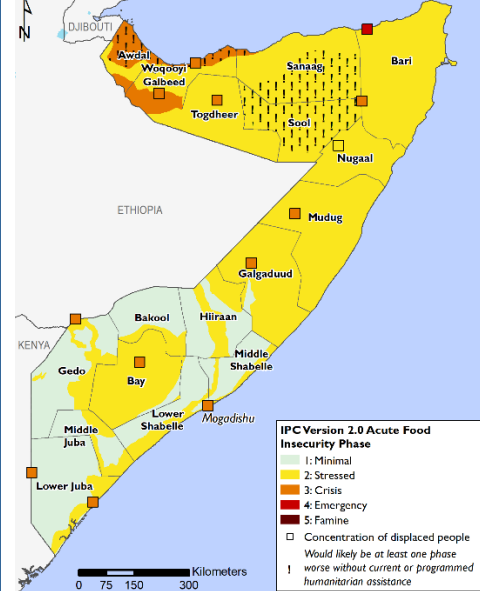 N
DJIBOUTI
Awdal
Woqooyi
Galbeed
Sanaag
Bari
Togdheer
Sool
Nugaal
ETHIOPIA
Mudug
Galgaduud
Bakool
Hiiraan
KENYA
Gedo
Middle
Shabelle
Bay
Lower
Shabelle
Mogadishu
Middle
Juba
Lower Juba
IPC Version 2.0 Acute Food
Insecurity Phase
1: Minimal
2: Stressed
3: Crisis
4: Emergency
5: Famine
Concentration of displaced people
Would likely be at least one phase
! worse without current or programmed
humanitarian assistance
Kilometers
0 75 150 300